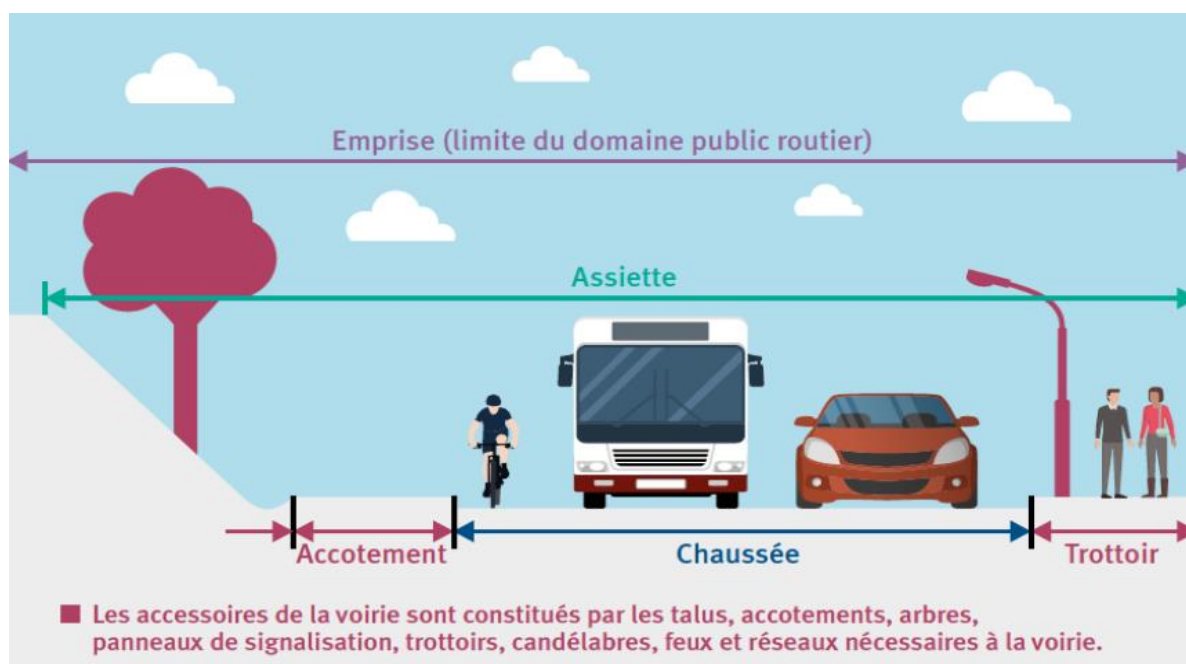 Emprise (limite du domaine public routier)
Assiette
Accotement
Chaussée
Trottoir
Les accessoires de la voirie sont constitués par les talus, accotements, arbres,
panneaux de signalisation, trottoirs, candélabres, feux et réseaux nécessaires à la voirie.